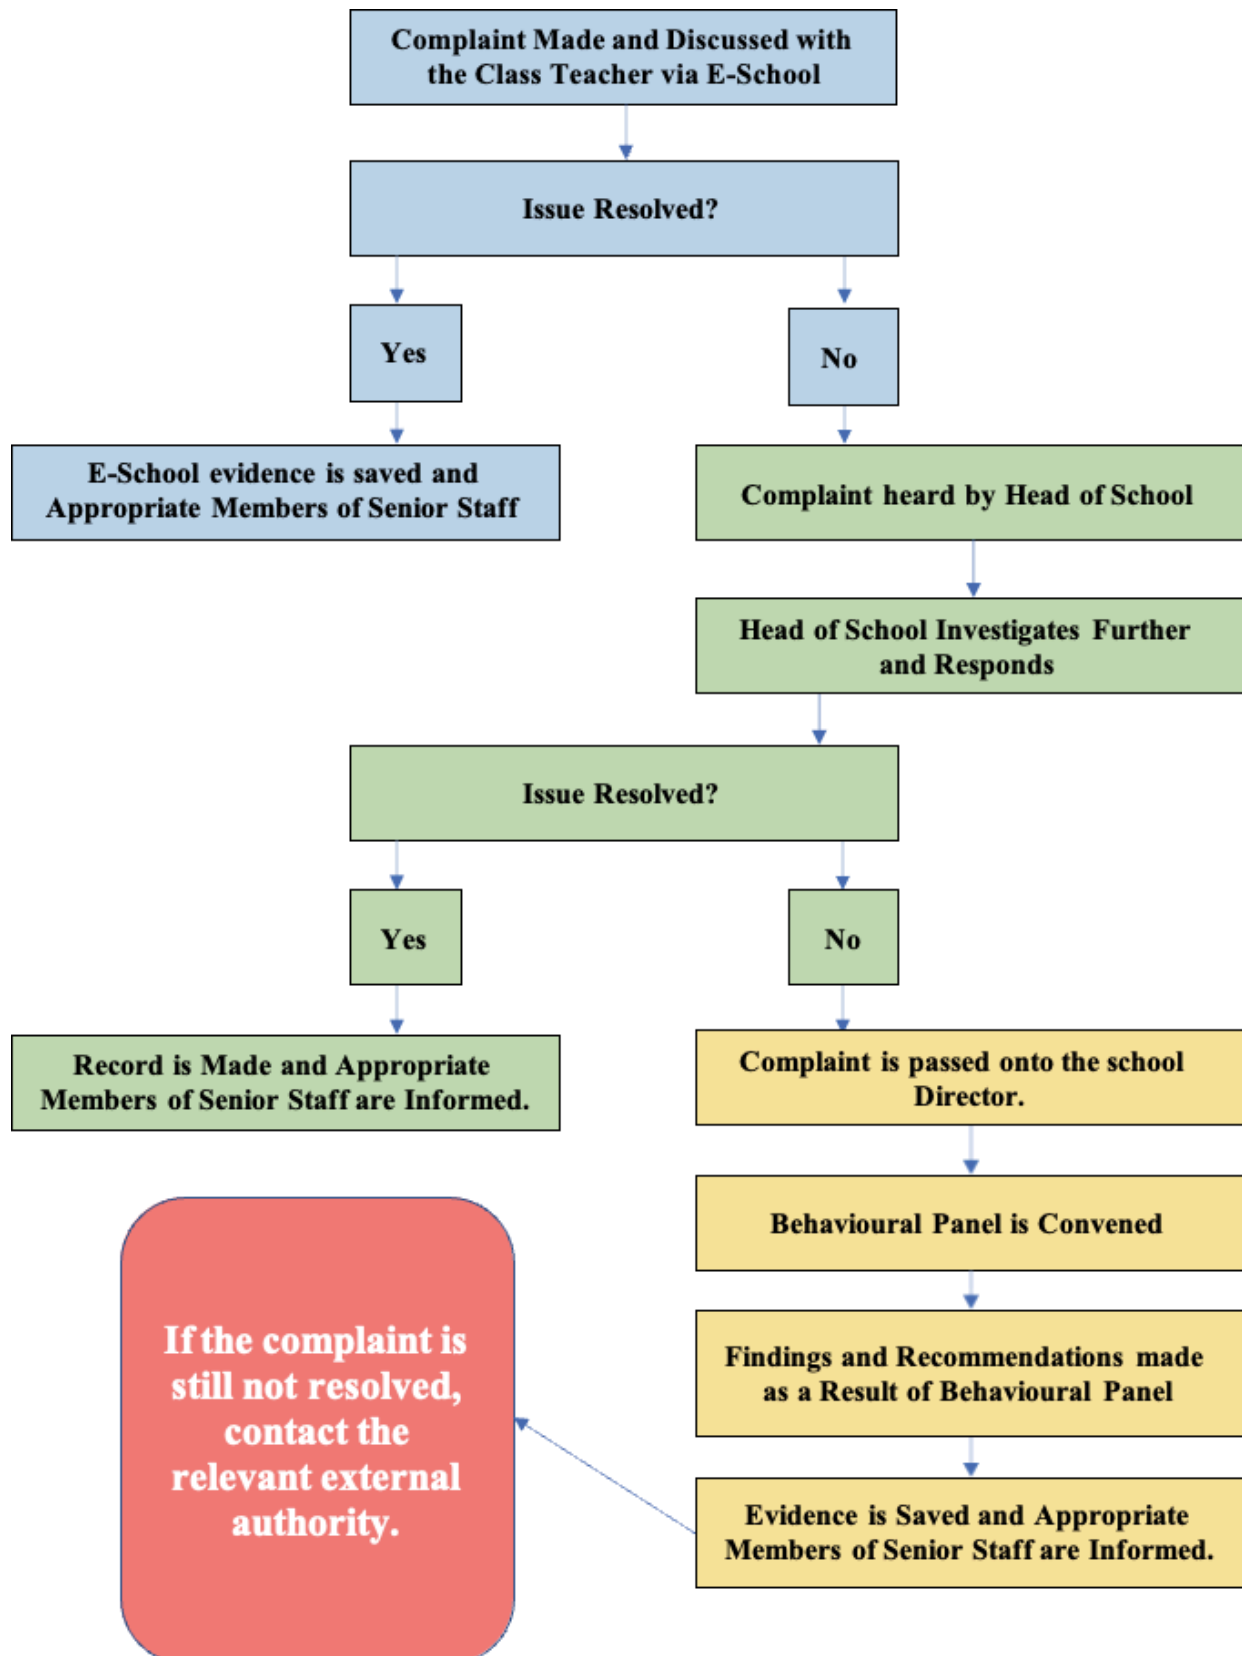 Complaint Made and Discussed with
the Class Teacher via E-School
Issue Resolved?
Yes
No
E-School evidence is saved and
Appropriate Members of Senior Staff
Complaint heard by Head of School
Head of School Investigates Further
and Responds
Issue Resolved?
Yes
No
Record is Made and Appropriate
Members of Senior Staff are Informed.
Complaint is passed onto the school
Director.
Behavioural Panel is Convened
Findings and Recommendations made
as a Result of Behavioural Panel
Evidence is Saved and Appropriate
Members of Senior Staff are Informed.
If the complaint is
still not resolved,
contact the
relevant external
authority.